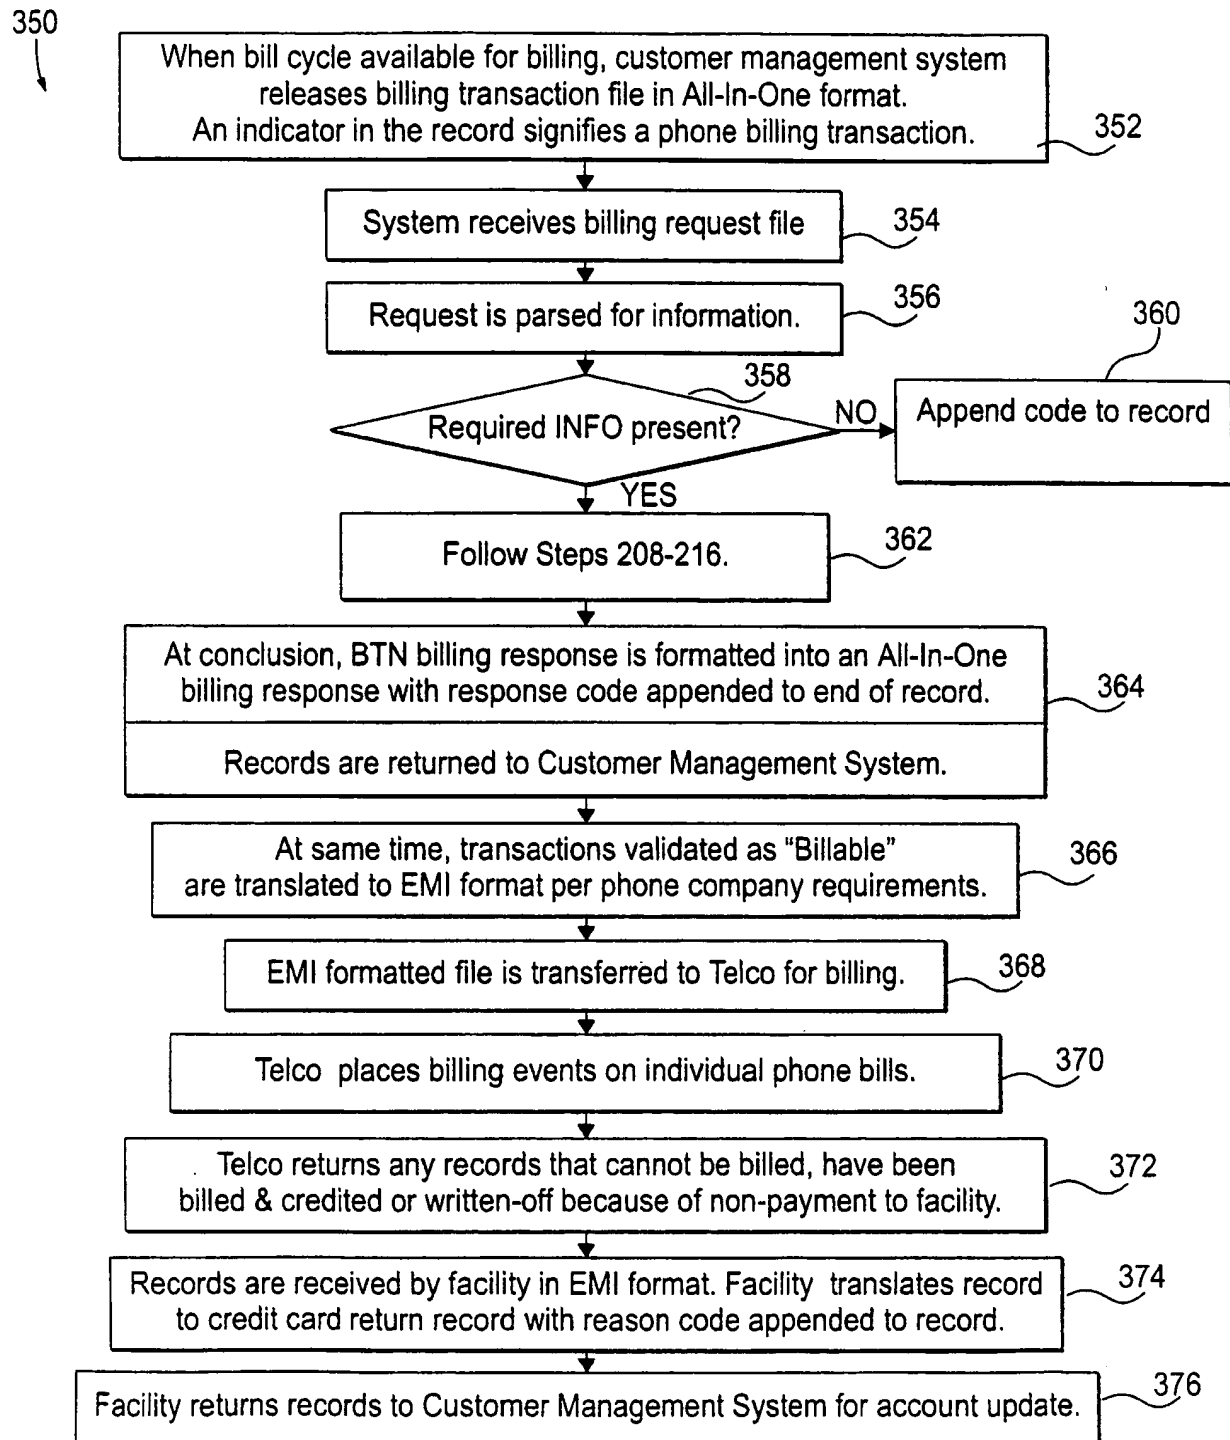 350
When bill cycle available for billing, customer management system
releases billing transaction file in All-In-One format.
An indicator in the record signifies a phone billing transaction.
352
System receives billing request file
354
Request is parsed for information.
356
358
360
Required INFO present?
NO
Append code to record
YES
Follow Steps 208-216.
362
At conclusion, BTN billing response is formatted into an All-In-One
billing response with response code appended to end of record.
364
Records are returned to Customer Management System.
At same time, transactions validated as "Billable"
are translated to EMI format per phone company requirements.
366
EMI formatted file is transferred to Telco for billing.
368
Telco places billing events on individual phone bills.
370
Telco returns any records that cannot be billed, have been
billed & credited or written-off because of non-payment to facility.
372
Records are received by facility in EMI format. Facility translates record
to credit card return record with reason code appended to record.
374
Facility returns records to Customer Management System for account update.
376